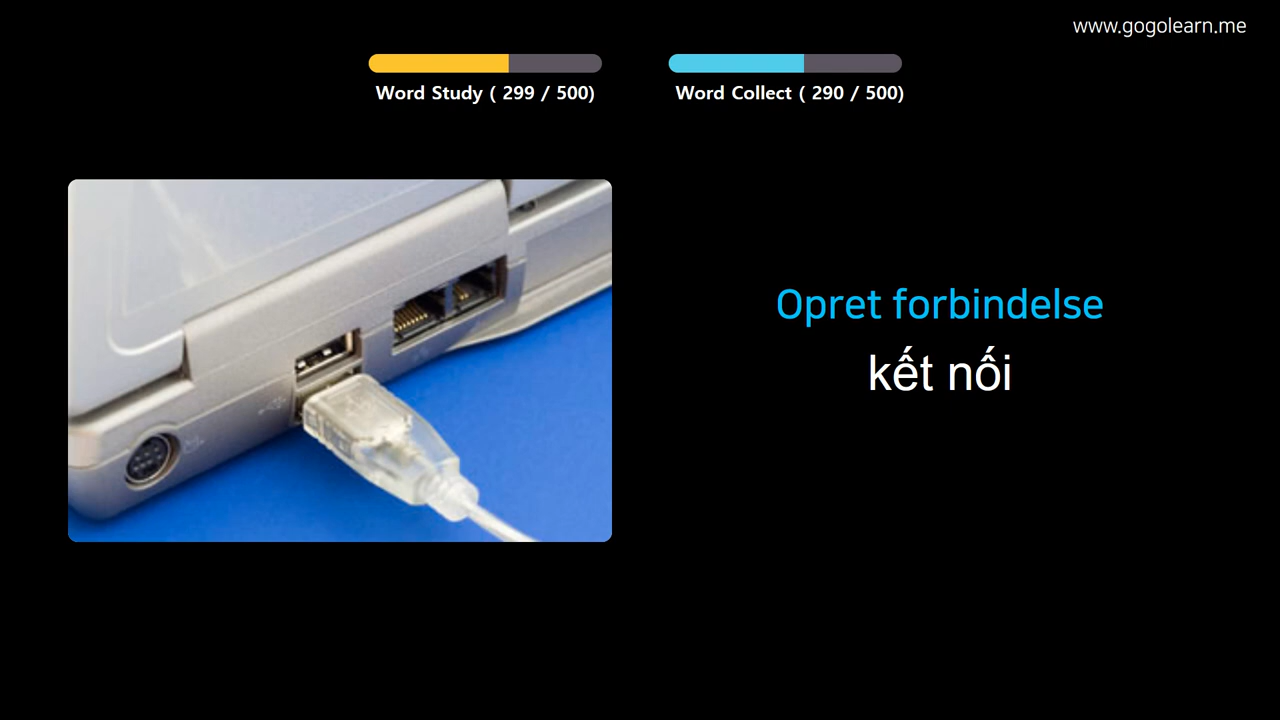 www.gogolearn.me
Word Study ( 299 / 500)
Word Collect ( 290 / 500)
Opret forbindelse
kết nối